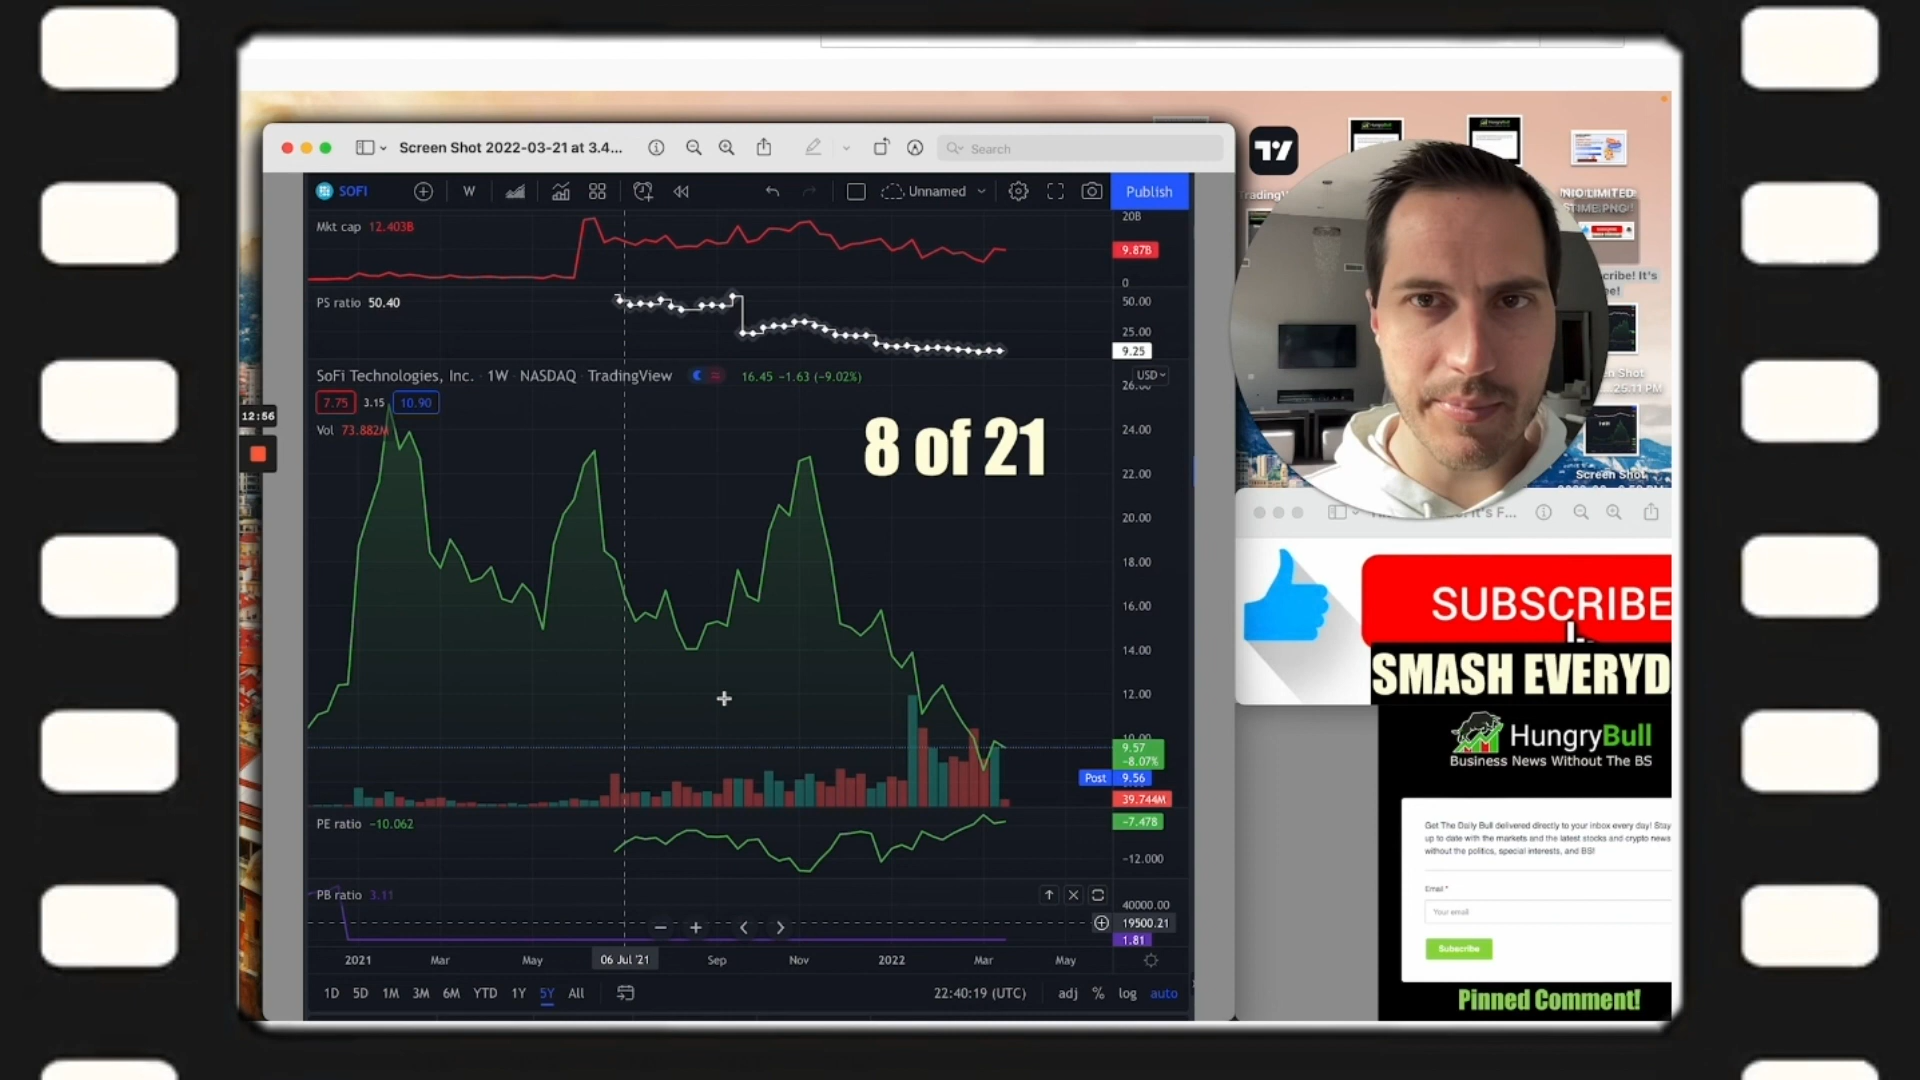 Screen Shot 2022-03-21 at 3.4...
Search
SOFI
W
Unnamed
Publish
Mkt cap 12.403B
20B
9.87B
0
PS ratio 50.40
50.00
25.00
9.25
SoFi Technologies, Inc. 1W NASDAQ TradingView
16.45 −1.63 (−9.02%)
USD
7.75 3.15 10.90
Vol 73.882M
8 of 21
24.00
22.00
20.00
18.00
16.00
14.00
12.00
9.57
−8.07%
Post 9.56
39.744M
PE ratio −10.062
−7.478
−12.000
PB ratio 3.11
40000.00
19500.21
1.81
2021 Mar May 06 Jul '21 Sep Nov 2022 Mar May
1D 5D 1M 3M 6M YTD 1Y 5Y All
22:40:19 (UTC)
adj % log auto
12:56
NIO LIMITED
TIME.PNG!
Screen Shot
SUBSCRIBE
SMASH EVERYD
HungryBull
Business News Without The BS
Get The Daily Bull delivered directly to your inbox every day! Stay
up to date with the markets and the latest stocks and crypto news
without the politics, special interests, and BS!
Email *
Your email
Subscribe
Pinned Comment!